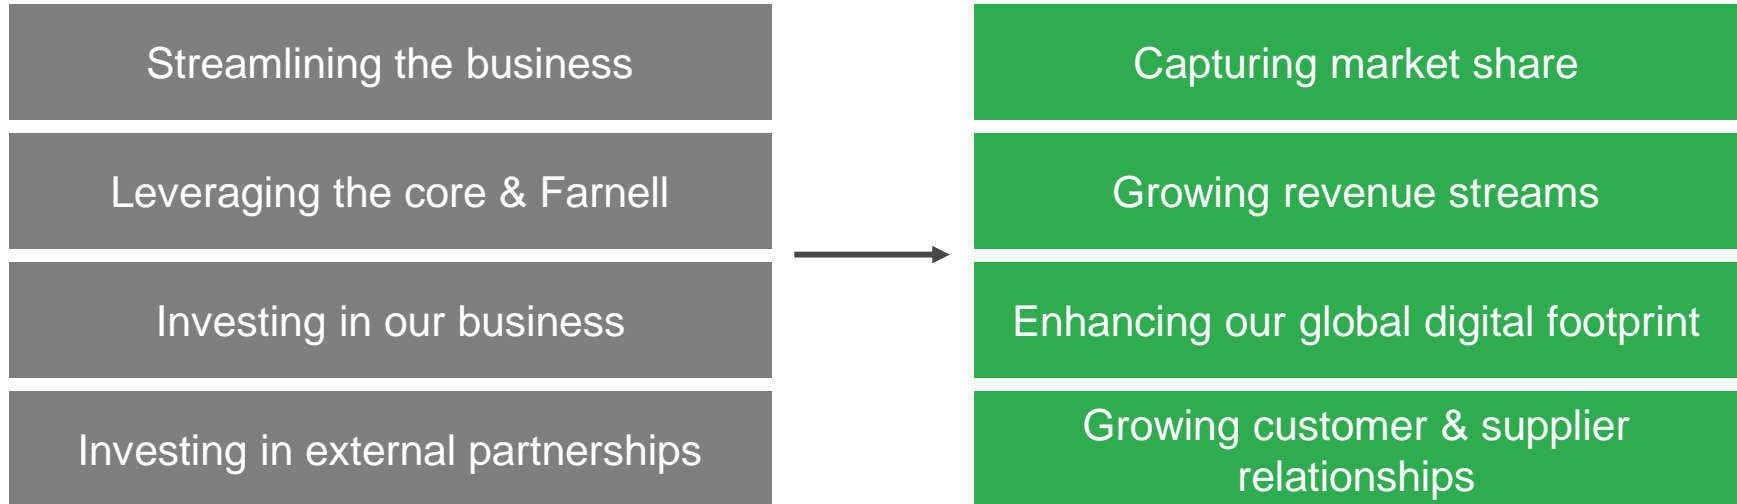 Streamlining the business
Leveraging the core & Farnell
Investing in our business
Investing in external partnerships
Capturing market share
Growing revenue streams
Enhancing our global digital footprint
Growing customer & supplier
relationships